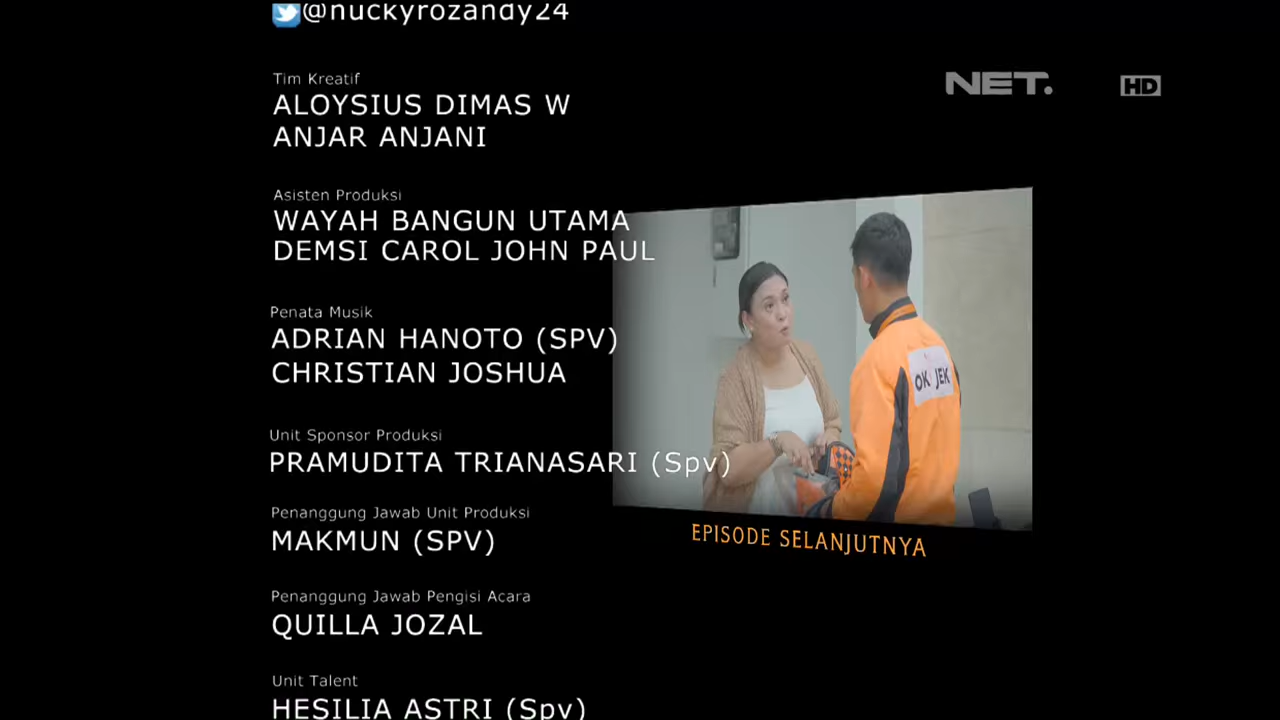 @nuckyrozandy24
Tim Kreatif
ALOYSIUS DIMAS W
ANJAR ANJANI
Asisten Produksi
WAYAH BANGUN UTAMA
DEMSI CAROL JOHN PAUL
Penata Musik
ADRIAN HANOTO (SPV)
CHRISTIAN JOSHUA
Unit Sponsor Produksi
PRAMUDITA TRIANASARI (Spv)
Penanggung Jawab Unit Produksi
MAKMUN (SPV)
Penanggung Jawab Pengisi Acara
QUILLA JOZAL
Unit Talent
HESILIA ASTRI (Spv)
NET.
HD
OK JEK
EPISODE SELANJUTNYA